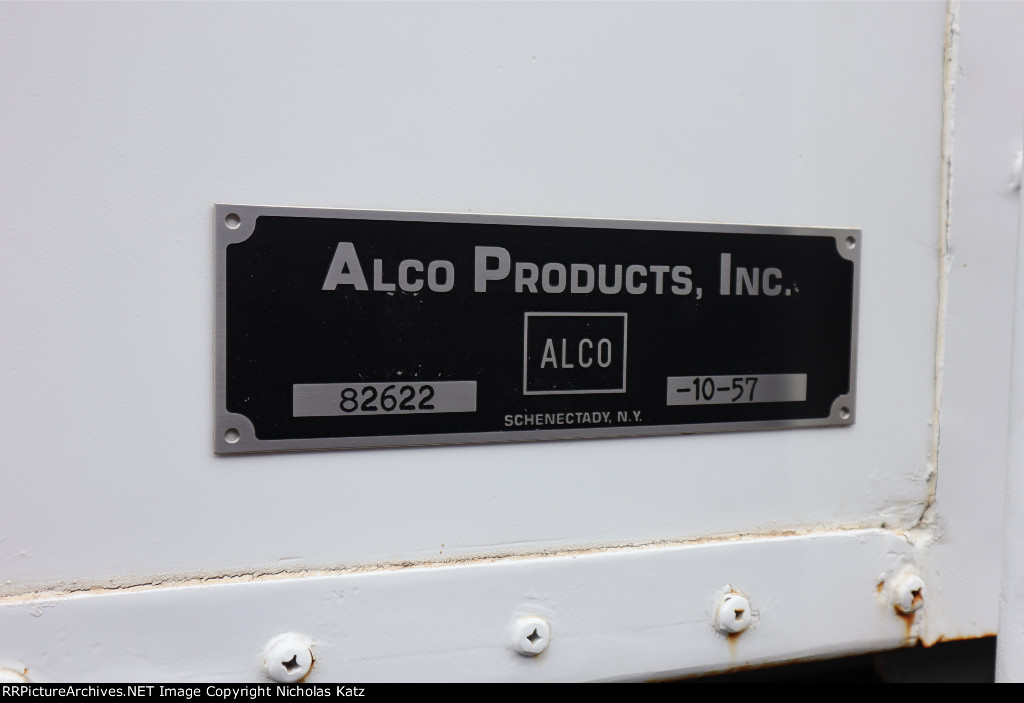 ALCO PRODUCTS, INC.
ALCO
82622
-10-57
SCHENECTADY, N.Y.
RRPictureArchives.NET Image Copyright Nicholas Katz